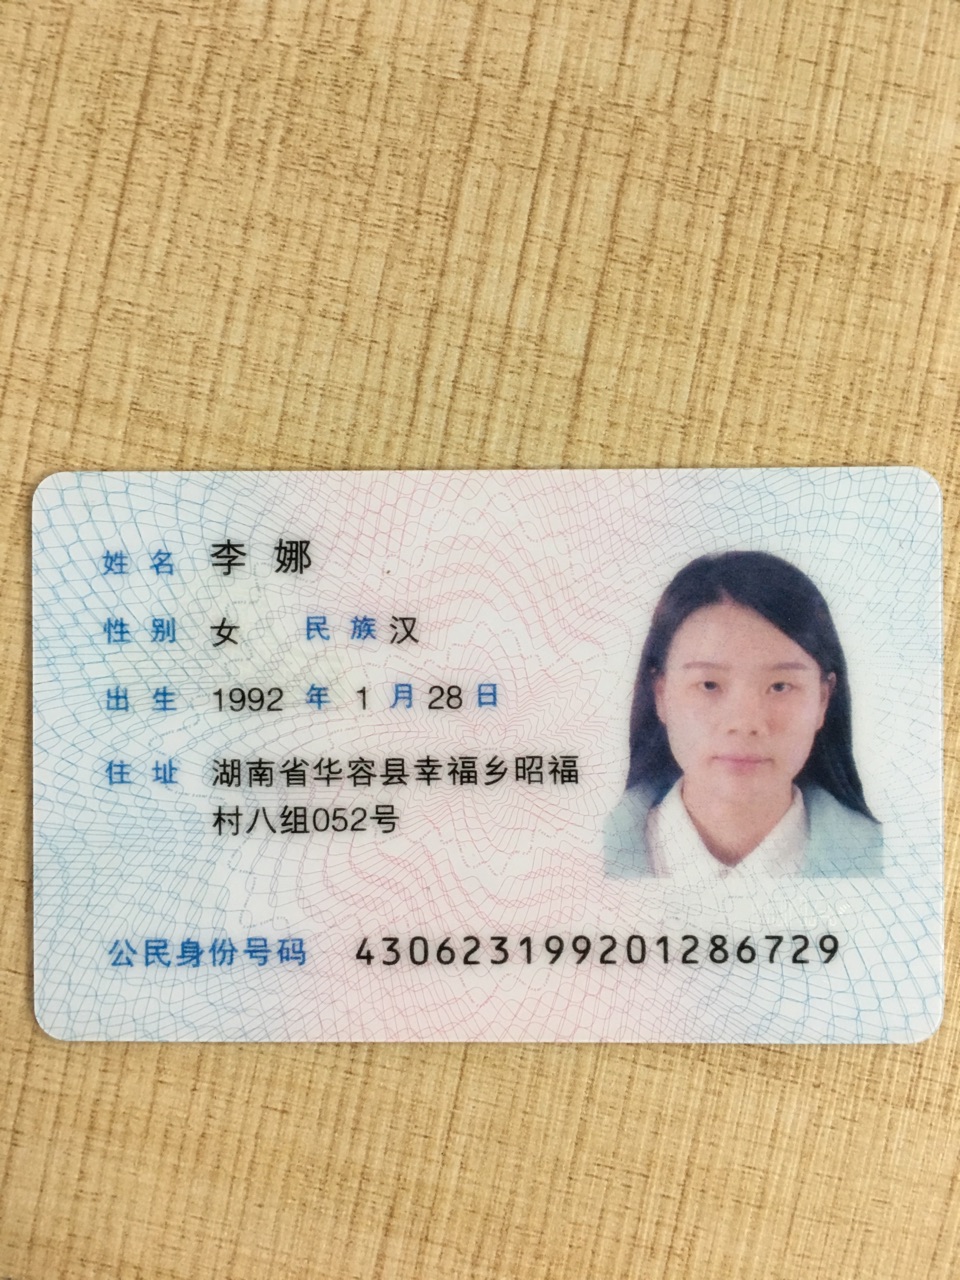 姓名 李娜
性别 女 民族 汉
出生 1992 年 1 月 28 日
住址 湖南省华容县幸福乡昭福
村八组052号
公民身份号码 430623199201286729